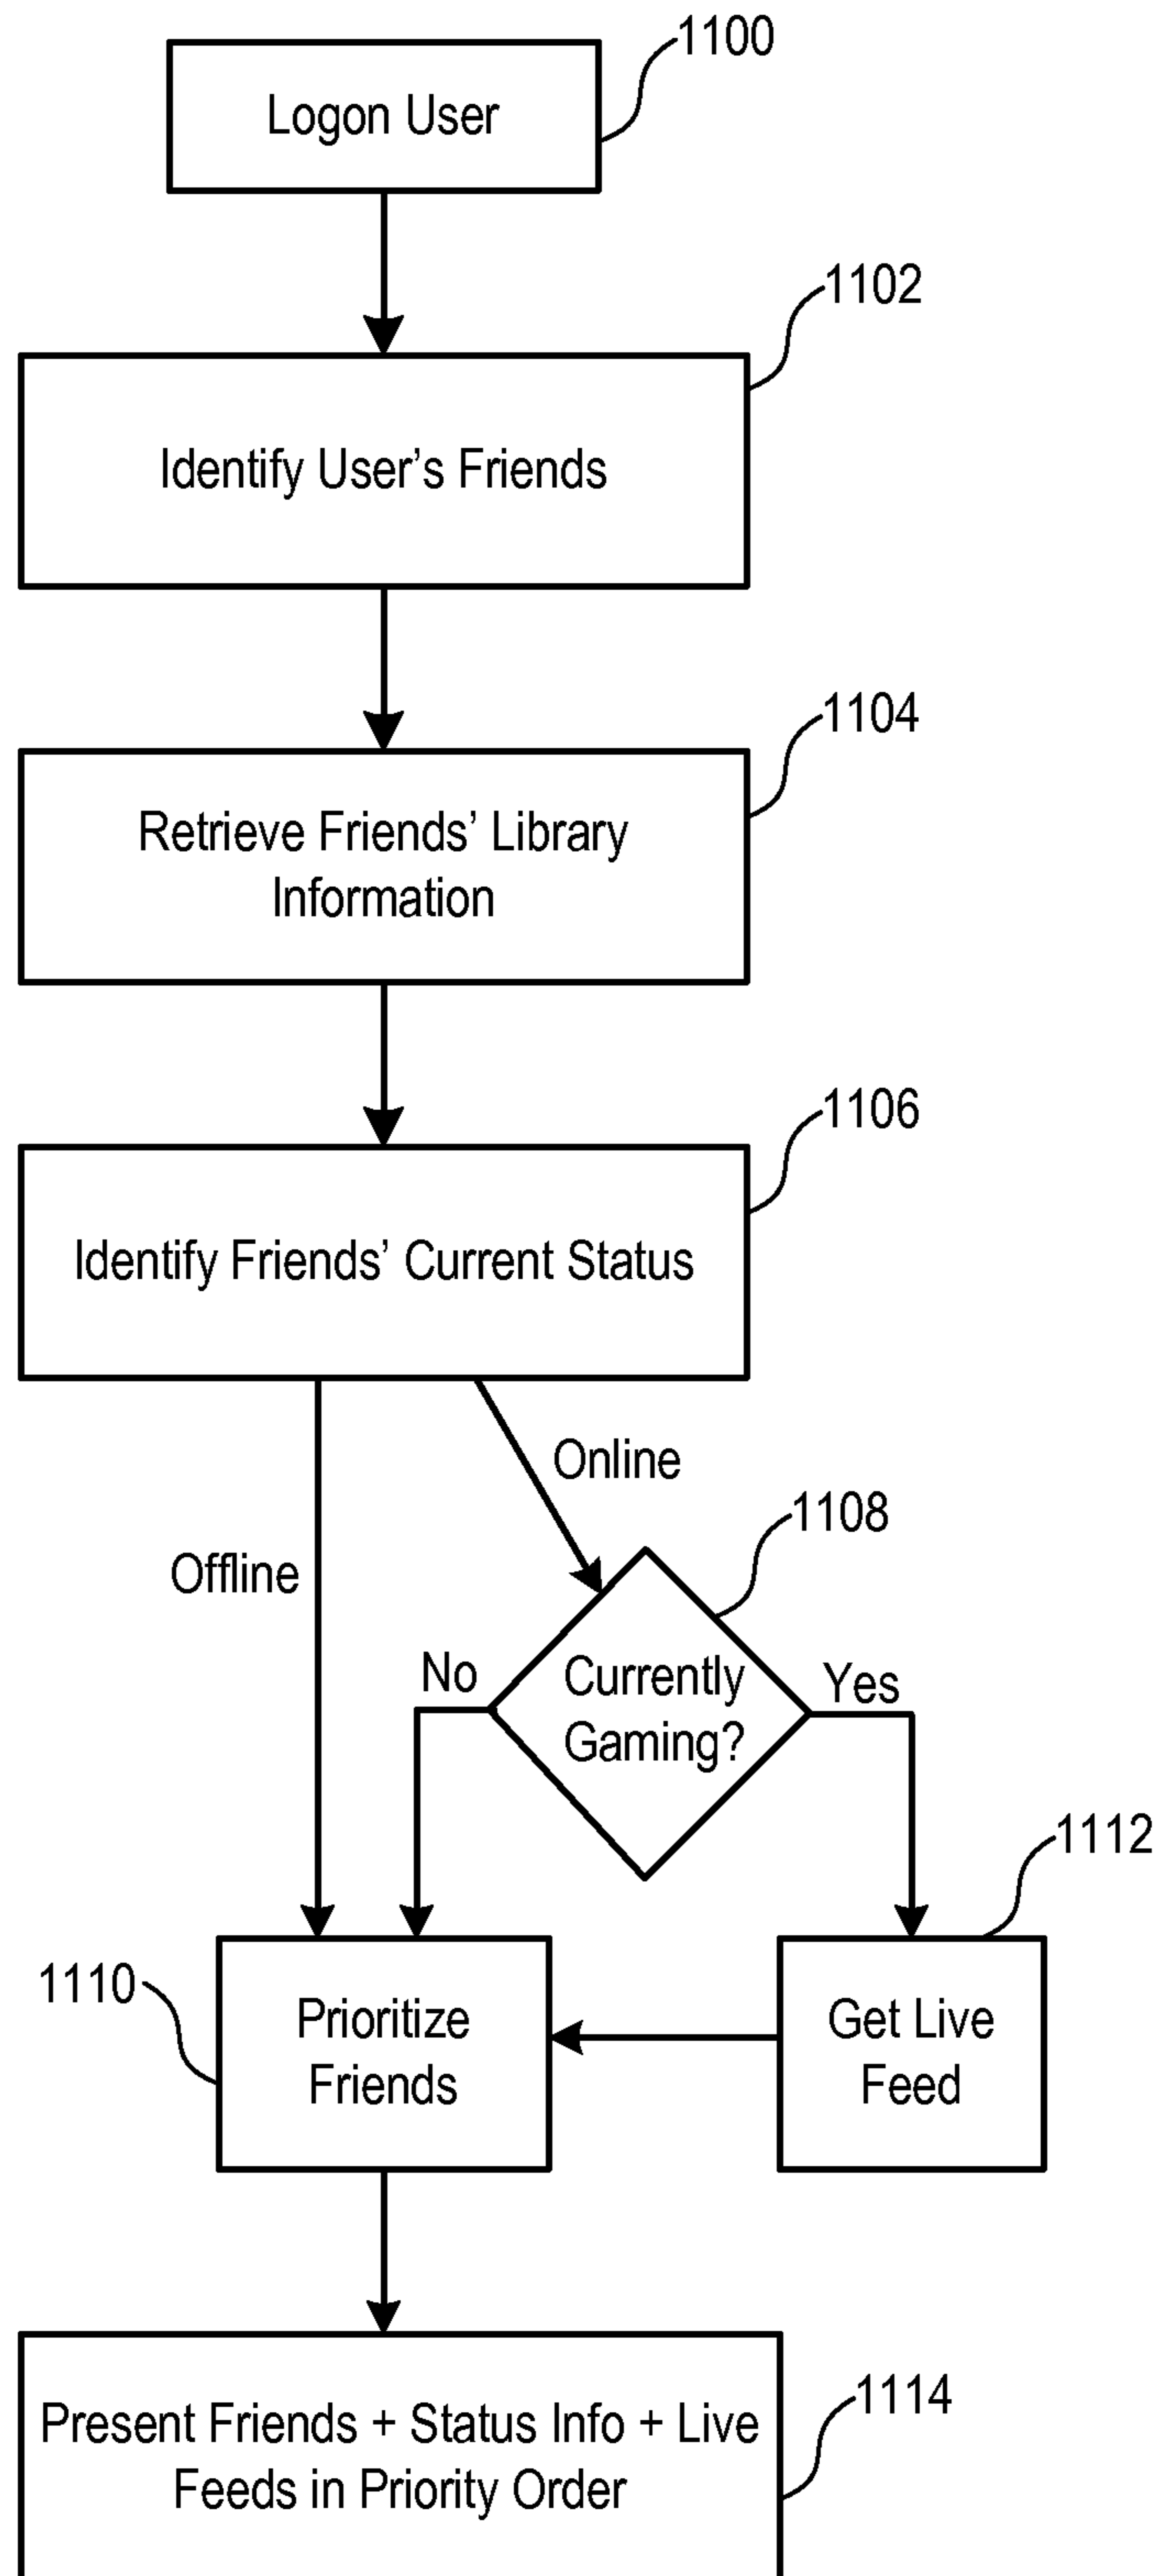 1100
Logon User
1102
Identify User’s Friends
1104
Retrieve Friends’ Library
Information
1106
Identify Friends’ Current Status
Online
1108
Offline
No
Currently
Gaming?
Yes
1112
1110
Prioritize
Friends
Get Live
Feed
1114
Present Friends + Status Info + Live
Feeds in Priority Order